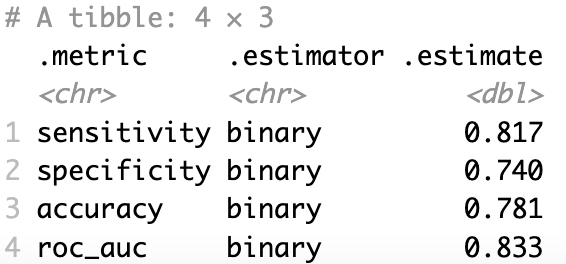 # A tibble: 4 × 3
.metric .estimator .estimate
<chr> <chr> <dbl>
1 sensitivity binary 0.817
2 specificity binary 0.740
3 accuracy binary 0.781
4 roc_auc binary 0.833